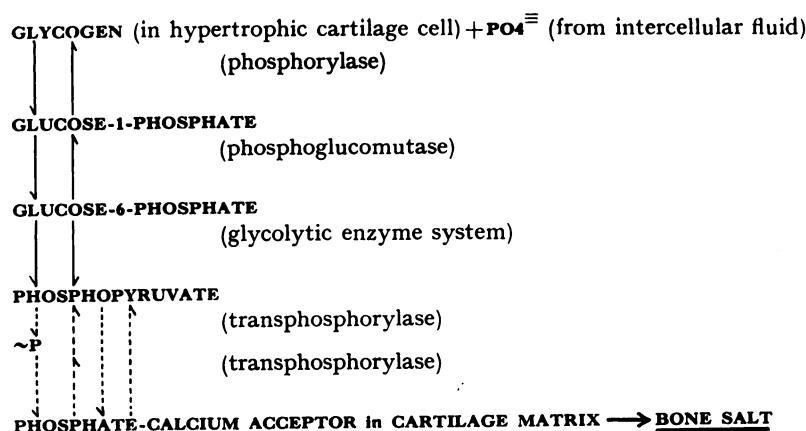 GLYCOGEN (in hypertrophic cartilage cell) + PO4≡ (from intercellular fluid)
(phosphorylase)
GLUCOSE-1-PHOSPHATE
(phosphoglucomutase)
GLUCOSE-6-PHOSPHATE
(glycolytic enzyme system)
PHOSPHOPYRUVATE
(transphosphorylase)
~P
(transphosphorylase)
PHOSPHATE-CALCIUM ACCEPTOR in CARTILAGE MATRIX → BONE SALT